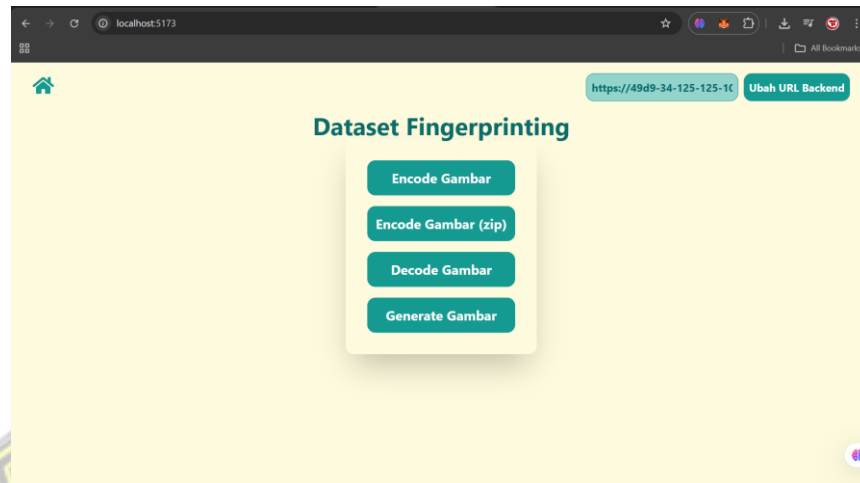 localhost:5173
All Bookmarks
https://49d9-34-125-125-1
Ubah URL Backend
Dataset Fingerprinting
Encode Gambar
Encode Gambar (zip)
Decode Gambar
Generate Gambar